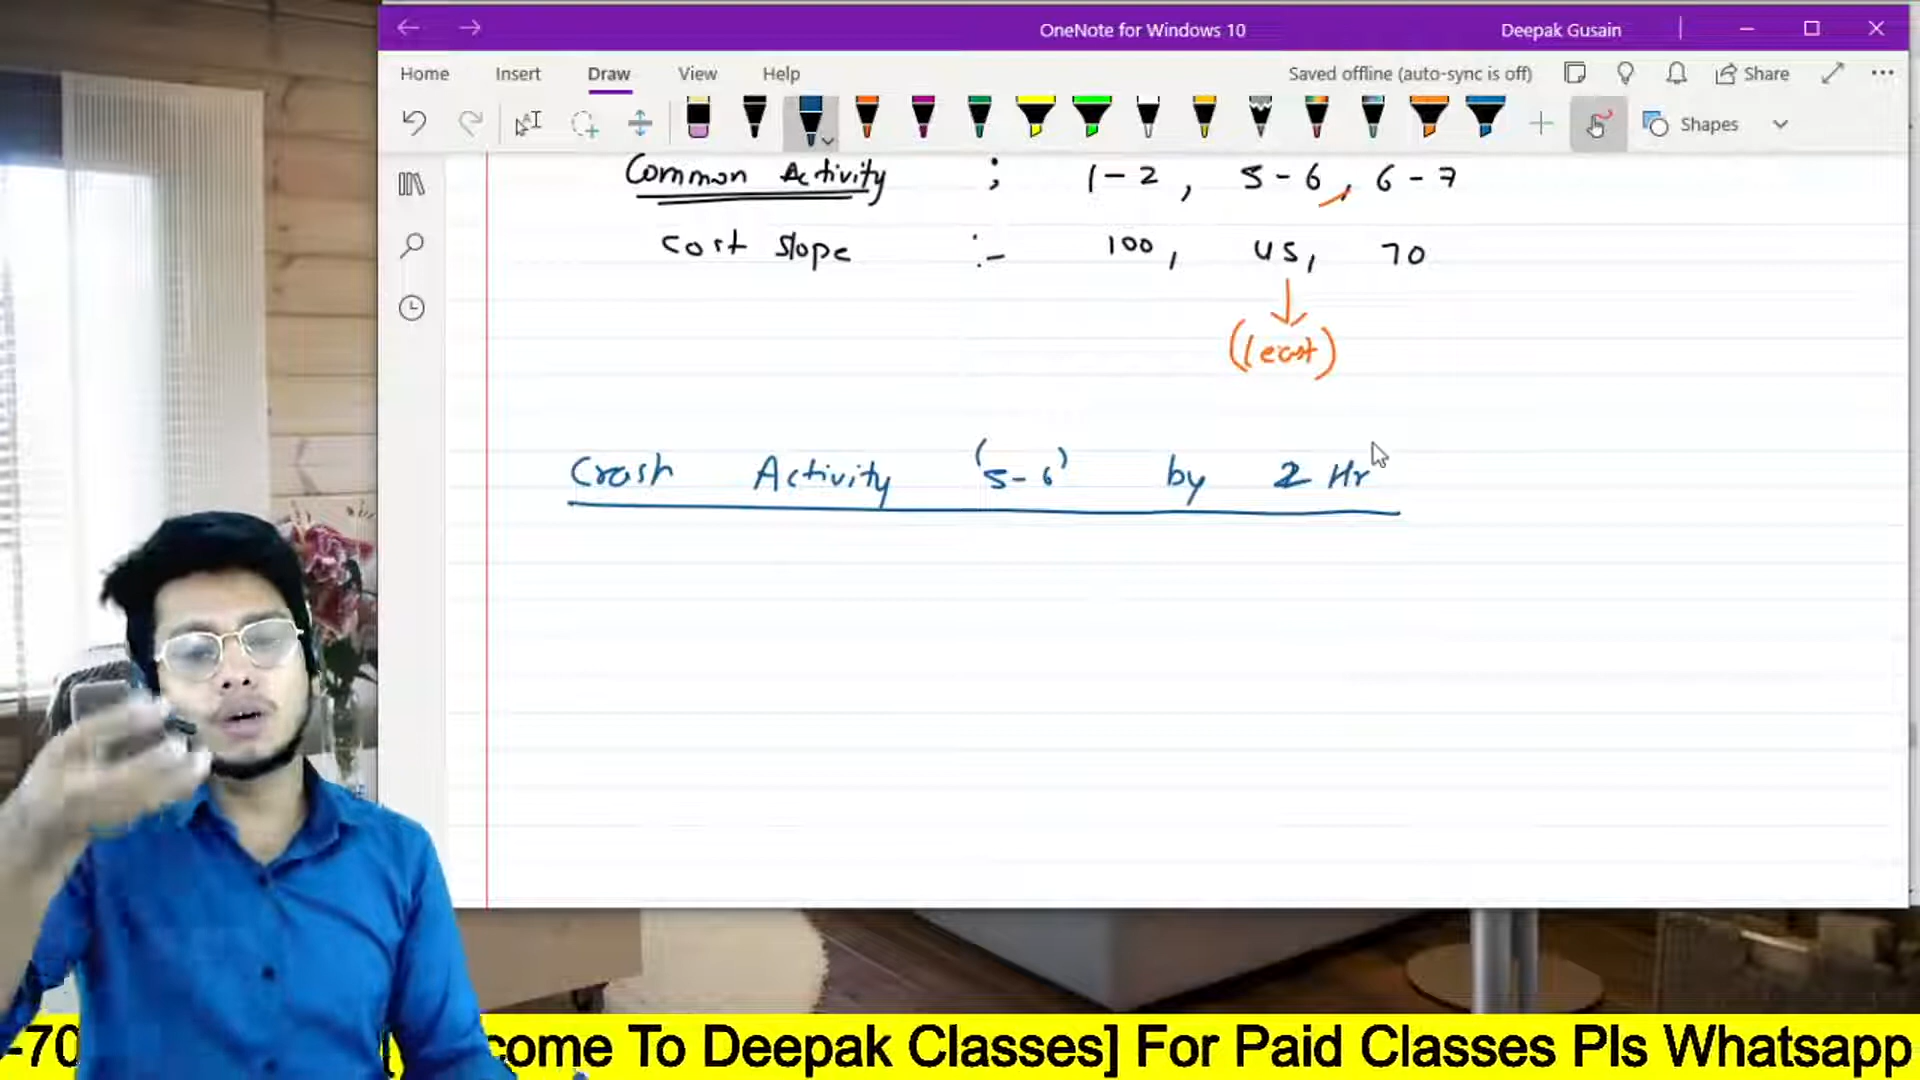 OneNote for Windows 10 Deepak Gusain
Home Insert Draw View Help Saved offline (auto-sync is off) Share
Shapes
Common Activity ; 1-2, 5-6, 6-7
Cost slope :- 100, 45, 70
(least)
Crash Activity (5-6) by 2 Hr
-70 come To Deepak Classes] For Paid Classes Pls Whatsapp